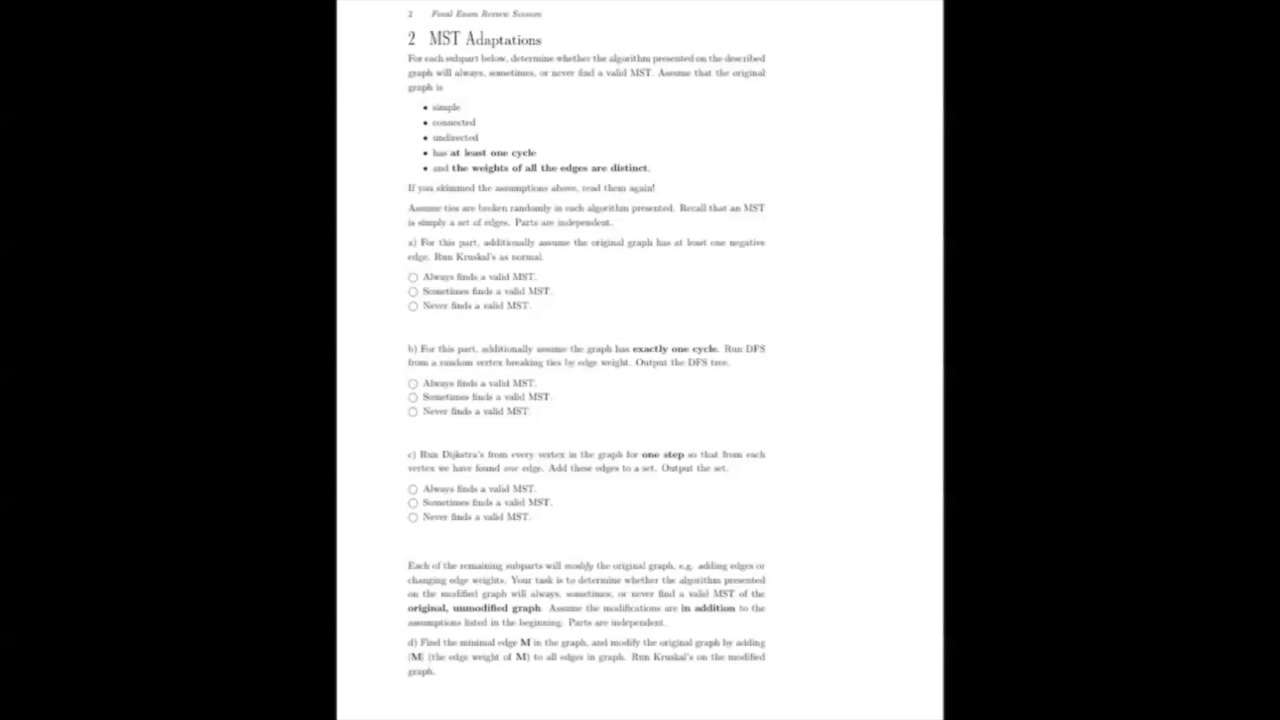 2 Final Exam Review Session
2 MST Adaptations
For each subpart below, determine whether the algorithm presented on the described
graph will always, sometimes, or never find a valid MST. Assume that the original
graph is
• simple
• connected
• undirected
• has at least one cycle
• and the weights of all the edges are distinct.
If you skimmed the assumptions above, read them again!
Assume ties are broken randomly in each algorithm presented. Recall that an MST
is simply a set of edges. Parts are independent.
a) For this part, additionally assume the original graph has at least one negative
edge. Run Kruskal's as normal.
○ Always finds a valid MST.
○ Sometimes finds a valid MST.
○ Never finds a valid MST.
b) For this part, additionally assume the graph has exactly one cycle. Run DFS
from a random vertex breaking ties by edge weight. Output the DFS tree.
○ Always finds a valid MST.
○ Sometimes finds a valid MST.
○ Never finds a valid MST.
c) Run Dijkstra's from every vertex in the graph for one step so that from each
vertex we have found one edge. Add these edges to a set. Output the set.
○ Always finds a valid MST.
○ Sometimes finds a valid MST.
○ Never finds a valid MST.
Each of the remaining subparts will modify the original graph, e.g. adding edges or
changing edge weights. Your task is to determine whether the algorithm presented
on the modified graph will always, sometimes, or never find a valid MST of the
original, unmodified graph. Assume the modifications are in addition to the
assumptions listed in the beginning. Parts are independent.
d) Find the minimal edge M in the graph, and modify the original graph by adding
|M| (the edge weight of M) to all edges in graph. Run Kruskal's on the modified
graph.